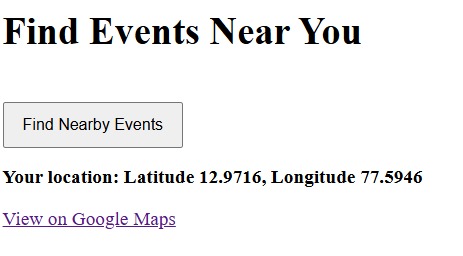 Find Events Near You
Find Nearby Events
Your location: Latitude 12.9716, Longitude 77.5946
View on Google Maps